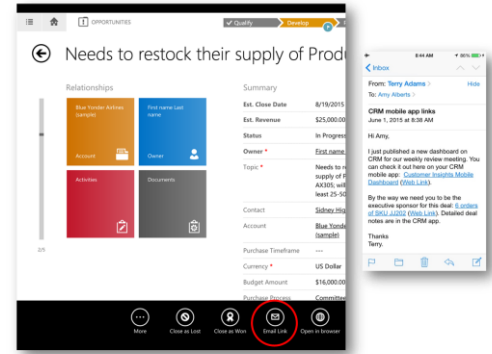 OPPORTUNITIES
Qualify
Develop
Needs to restock their supply of Produ
Relationships
Summary
Blue Yonder Airlines
(sample)
Account
First name Last
name
Owner
Activities
Documents
2/5
Est. Close Date 8/19/2015
Est. Revenue $25,000.00
Status In Progress
Owner * First name
Topic * Needs to re
supply of P
AX305; will
least 25-50
Contact Sidney Hig
Account Blue Yonde
(sample)
Purchase Timeframe ---
Currency * US Dollar
Budget Amount $16,000.00
Purchase Process Committee
More
Close as Lost
Close as Won
Email Link
Open in browser
8:44 AM
86%
Inbox
From: Terry Adams Hide
To: Amy Alberts
CRM mobile app links
June 1, 2015 at 8:38 AM
Hi Amy,
I just published a new dashboard on
CRM for our weekly review meeting. You
can check it out here on your CRM
mobile app: Customer Insights Mobile
Dashboard (Web Link).
By the way we need you to be the
executive sponsor for this deal: 6 orders
of SKU JJ202 (Web Link). Detailed deal
notes are in the CRM app.
Thanks
Terry.